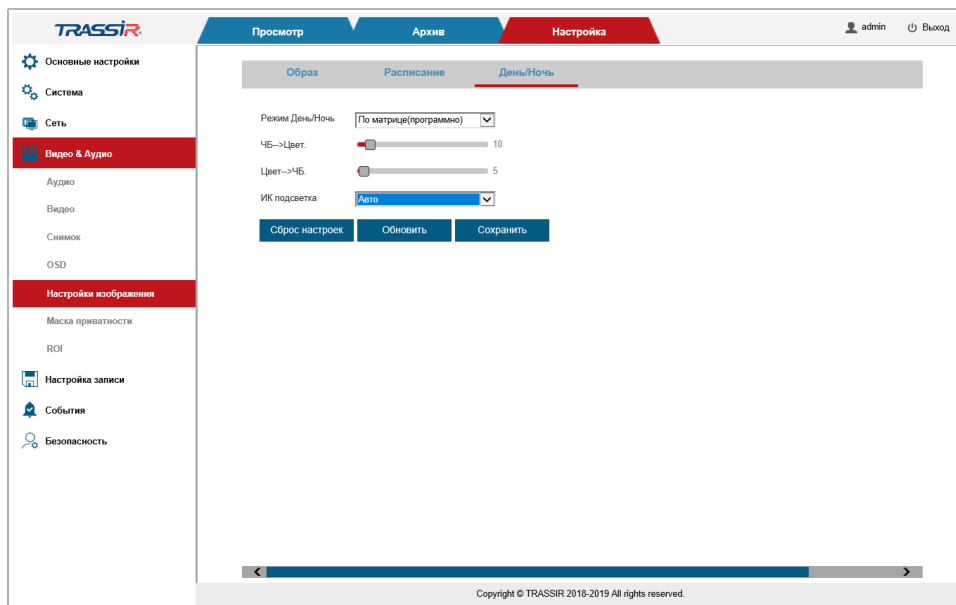 TRASSIR
Просмотр
Архив
Настройка
admin
Выход
Основные настройки
Система
Сеть
Видео & Аудио
Аудио
Видео
Снимок
OSD
Настройки изображения
Маска приватности
ROI
Настройка записи
События
Безопасность
Образ
Расписание
День/Ночь
Режим День/Ночь По матрице(программно)
ЧБ-->Цвет. 10
Цвет-->ЧБ. 5
ИК подсветка Авто
Сброс настроек Обновить Сохранить
Copyright © TRASSIR 2018-2019 All rights reserved.